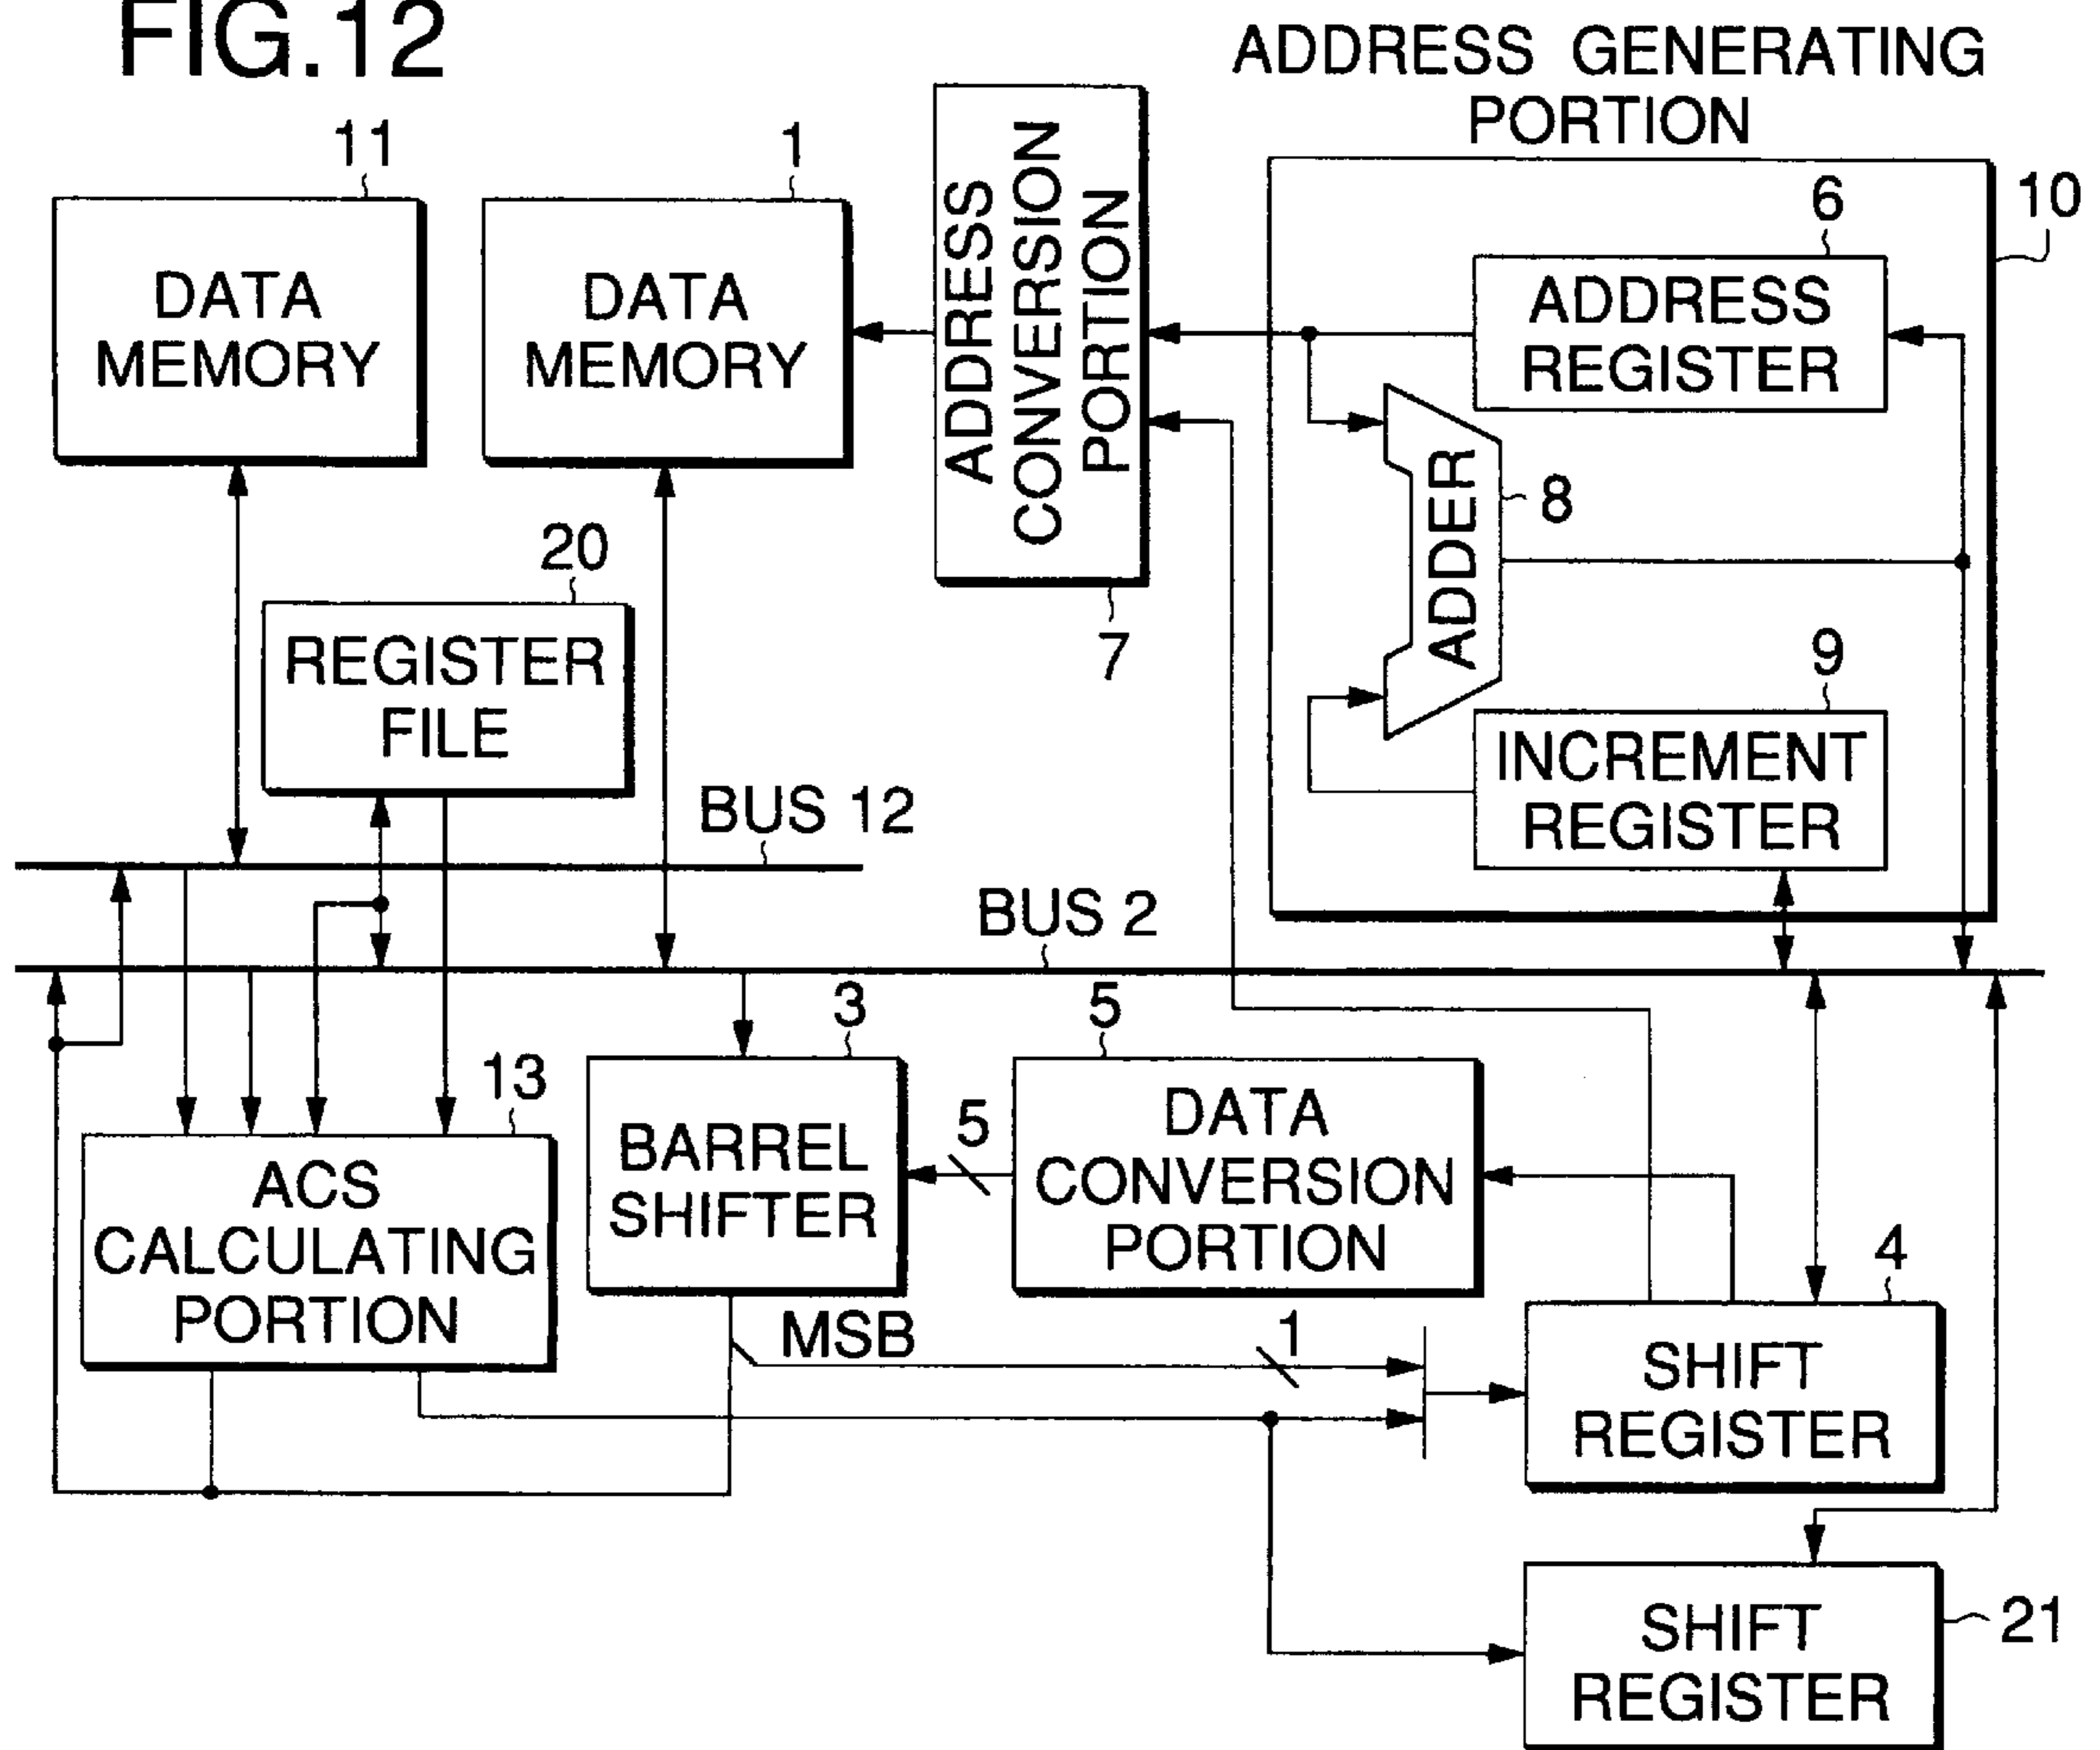 FIG.12
ADDRESS GENERATING
PORTION
11
1
10
6
DATA
MEMORY
DATA
MEMORY
ADDRESS
CONVERSION
PORTION
ADDRESS
REGISTER
ADDER
8
20
7
9
REGISTER
FILE
INCREMENT
REGISTER
BUS 12
BUS 2
3
5
13
BARREL
SHIFTER
5
DATA
CONVERSION
PORTION
ACS
CALCULATING
PORTION
4
MSB
1
SHIFT
REGISTER
SHIFT
REGISTER
21